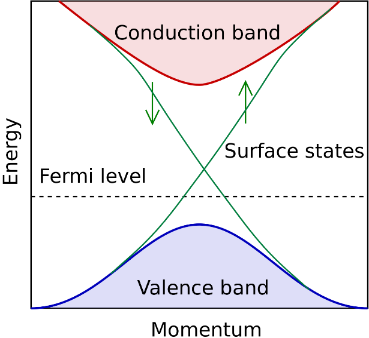 Conduction band
Surface states
Fermi level
Valence band
Energy
Momentum